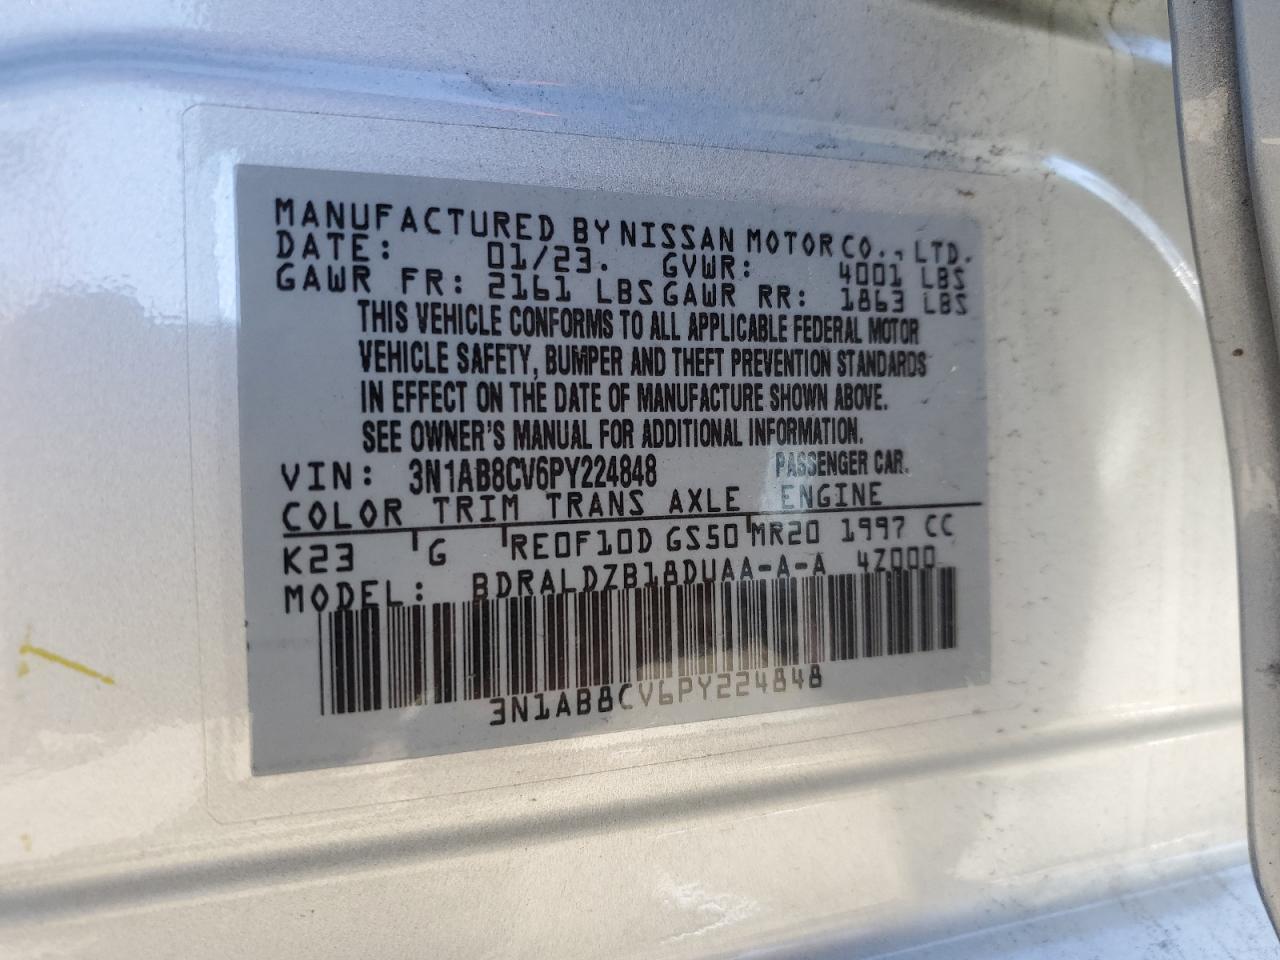 MANUFACTURED BY NISSAN MOTOR CO., LTD.
DATE: 01/23. GVWR: 4001 LBS
GAWR FR: 2161 LBS GAWR RR: 1863 LBS
THIS VEHICLE CONFORMS TO ALL APPLICABLE FEDERAL MOTOR
VEHICLE SAFETY, BUMPER AND THEFT PREVENTION STANDARDS
IN EFFECT ON THE DATE OF MANUFACTURE SHOWN ABOVE.
SEE OWNER'S MANUAL FOR ADDITIONAL INFORMATION.
VIN: 3N1AB8CV6PY224848 PASSENGER CAR.
COLOR TRIM TRANS AXLE ENGINE
K23 G RE0F10D GS50 MR20 1997 CC
MODEL: BDRALDZB18DUAA-A-A 4Z000
3N1AB8CV6PY224848